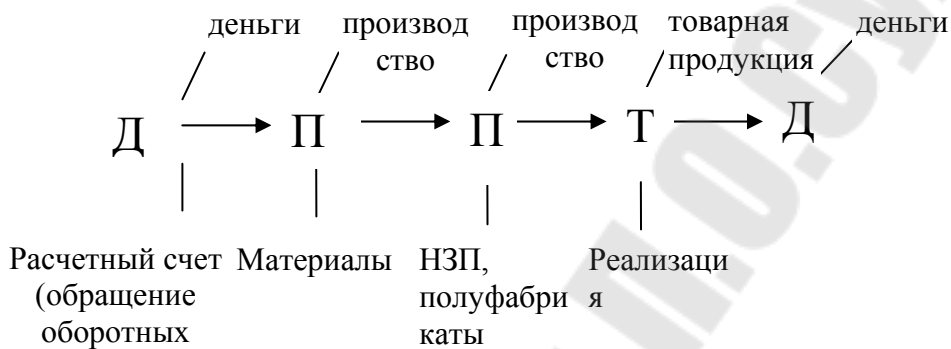 деньги производ производ товарная деньги
ство ство продукция
Д П П Т Д
Расчетный счет Материалы НЗП, Реализаци
(обращение полуфабри я
оборотных каты